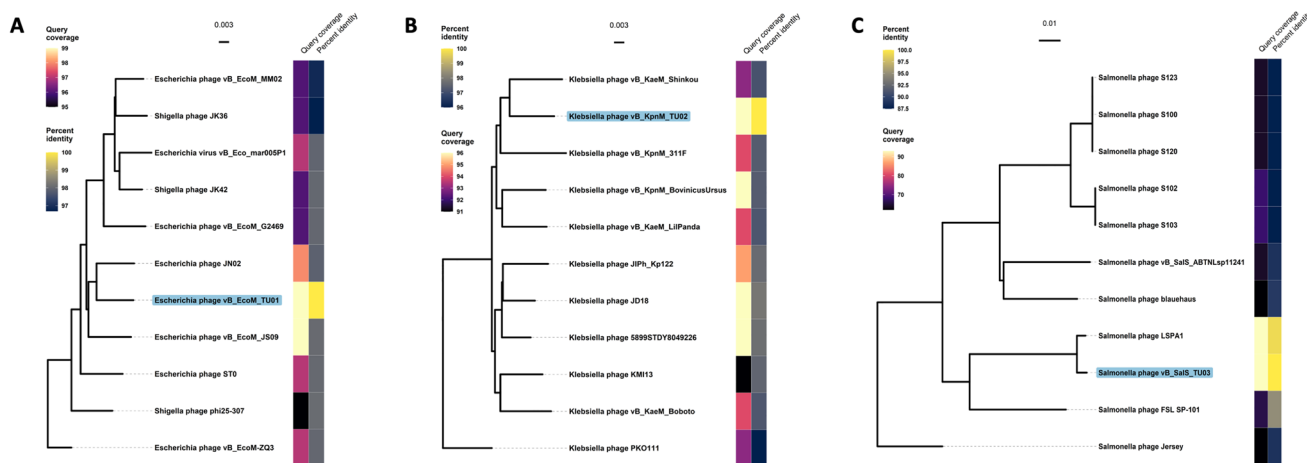 A
0.003
Query
coverage
99
98
97
96
95
Percent
identity
100
99
98
97
Query coverage
Percent identity
Escherichia phage vB_EcoM_MM02
Shigella phage JK36
Escherichia virus vB_Eco_mar005P1
Shigella phage JK42
Escherichia phage vB_EcoM_G2469
Escherichia phage JN02
Escherichia phage vB_EcoM_TU01
Escherichia phage vB_EcoM_JS09
Escherichia phage ST0
Shigella phage phi25-307
Escherichia phage vB_EcoM-ZQ3
B
0.003
Percent
identity
100
99
98
97
96
Query
coverage
96
95
94
93
92
91
Query coverage
Percent identity
Klebsiella phage vB_KaeM_Shinkou
Klebsiella phage vB_KpnM_TU02
Klebsiella phage vB_KpnM_311F
Klebsiella phage vB_KpnM_BovinicusUrsus
Klebsiella phage vB_KaeM_LilPanda
Klebsiella phage JIPh_Kp122
Klebsiella phage JD18
Klebsiella phage 5899STDY8049226
Klebsiella phage KMI13
Klebsiella phage vB_KaeM_Boboto
Klebsiella phage PKO111
C
0.01
Percent
identity
100.0
97.5
95.0
92.5
90.0
87.5
Query
coverage
90
80
70
Query coverage
Percent identity
Salmonella phage S123
Salmonella phage S100
Salmonella phage S120
Salmonella phage S102
Salmonella phage S103
Salmonella phage vB_SalS_ABTNLsp11241
Salmonella phage blauehaus
Salmonella phage LSPA1
Salmonella phage vB_SalS_TU03
Salmonella phage FSL SP-101
Salmonella phage Jersey